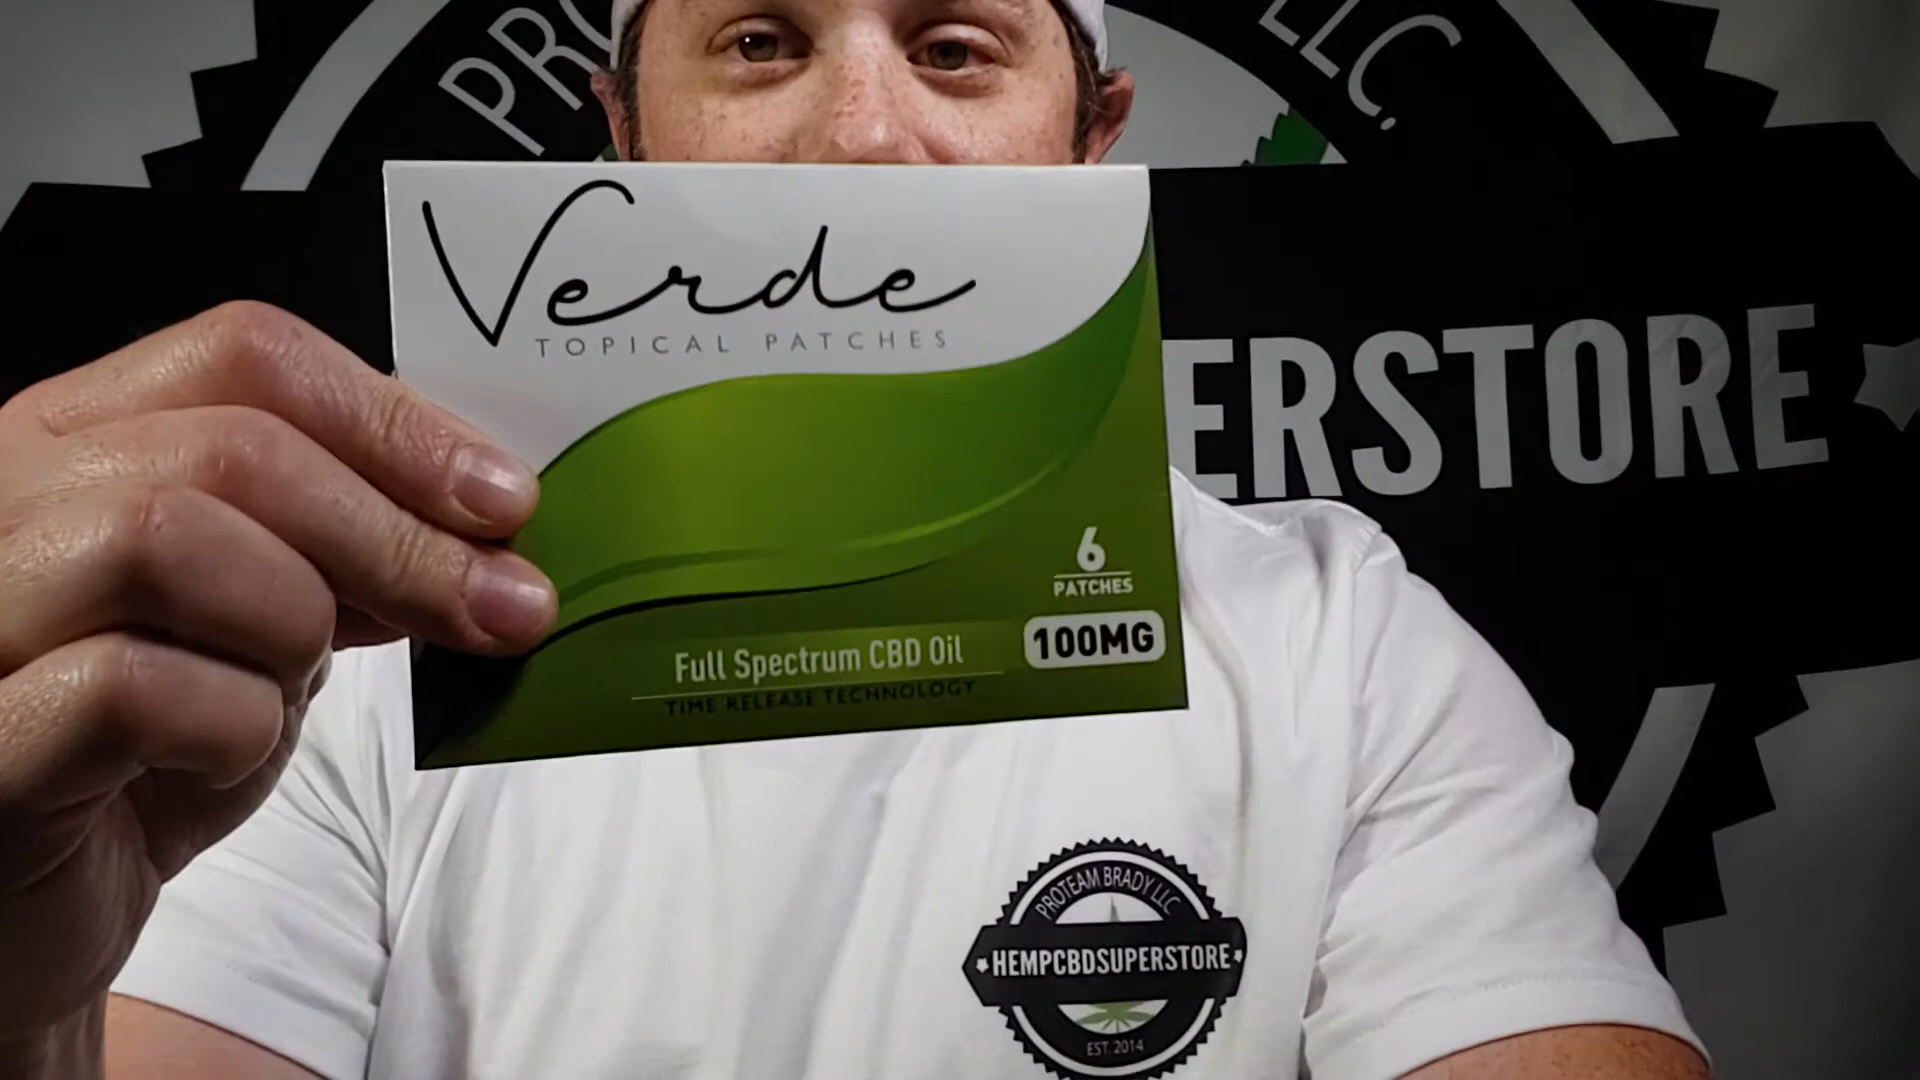 LLC.
Verde
TOPICAL PATCHES
6
PATCHES
100MG
Full Spectrum CBD Oil
TIME RELEASE TECHNOLOGY
ERSTORE
PROTEAM BRADY LLC
HEMPCBDSUPERSTORE
EST. 2014